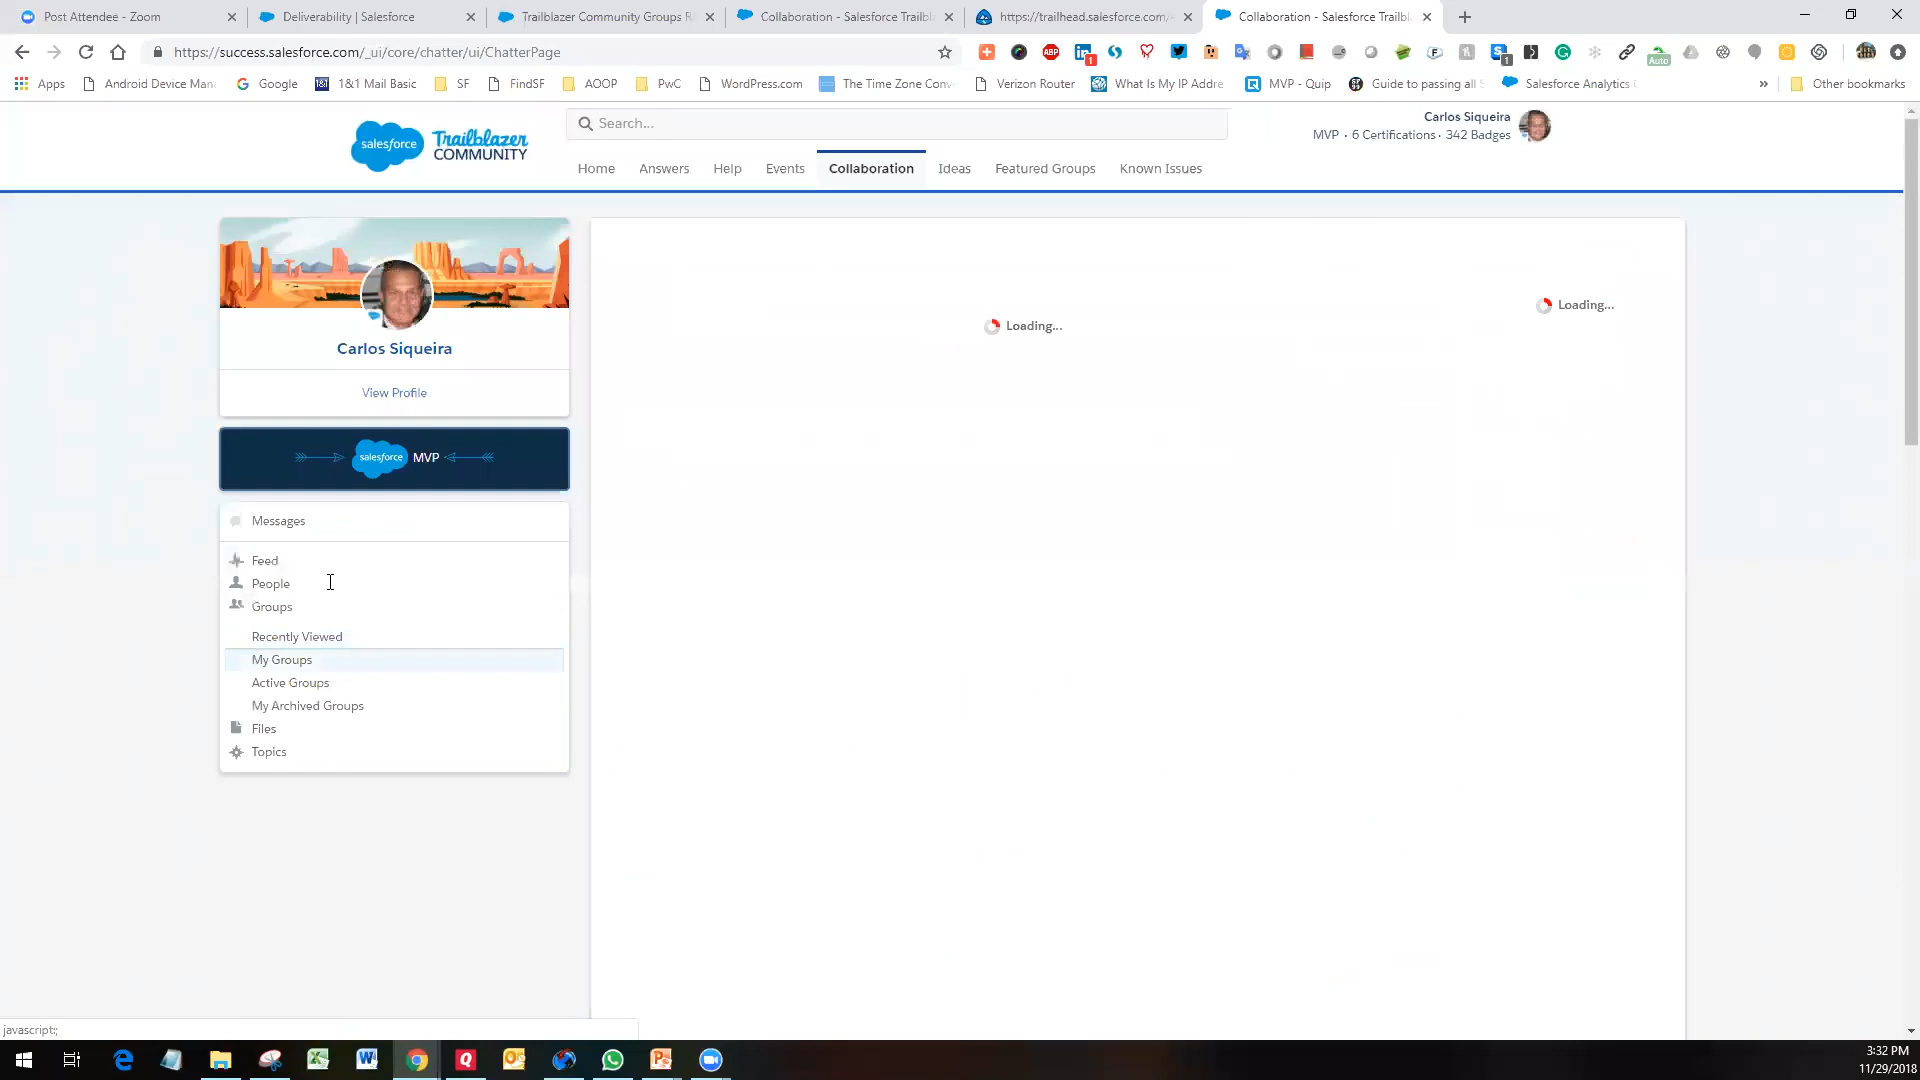 Post Attendee - Zoom
Deliverability | Salesforce
Trailblazer Community Groups R
Collaboration - Salesforce Trailbl
https://trailhead.salesforce.com/
Collaboration - Salesforce Trailbl
https://success.salesforce.com/_ui/core/chatter/ui/ChatterPage
Apps
Android Device Man
Google
1&1 Mail Basic
SF
FindSF
AOOP
PwC
WordPress.com
The Time Zone Conv
Verizon Router
What Is My IP Addre
MVP - Quip
Guide to passing all S
Salesforce Analytics
Other bookmarks
salesforce
Trailblazer
COMMUNITY
Search...
Carlos Siqueira
MVP · 6 Certifications · 342 Badges
Home
Answers
Help
Events
Collaboration
Ideas
Featured Groups
Known Issues
Loading...
Loading...
Carlos Siqueira
View Profile
salesforce MVP
Messages
Feed
People
Groups
Recently Viewed
My Groups
Active Groups
My Archived Groups
Files
Topics
javascript:;
3:32 PM
11/29/2018